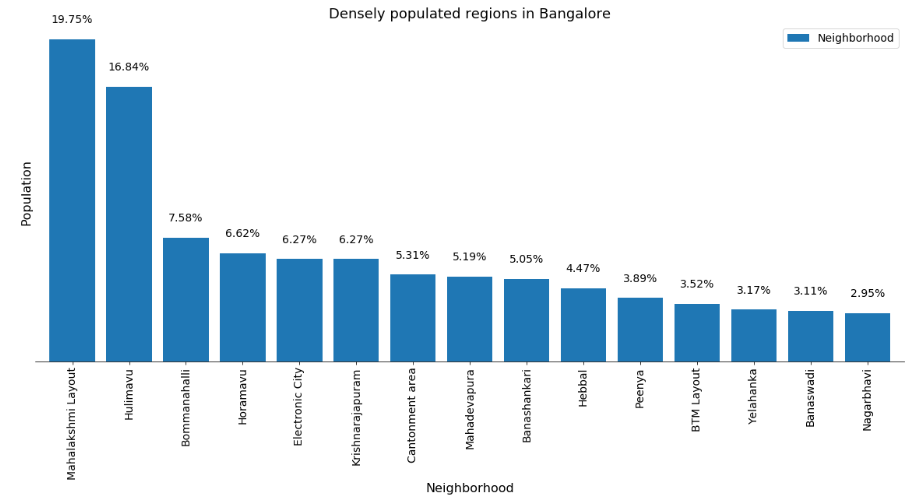 Densely populated regions in Bangalore
Neighborhood
19.75%
16.84%
7.58%
6.62%
6.27%
6.27%
5.31%
5.19%
5.05%
4.47%
3.89%
3.52%
3.17%
3.11%
2.95%
Population
Mahalakshmi Layout
Hulimavu
Bommanahalli
Horamavu
Electronic City
Krishnarajapuram
Cantonment area
Mahadevapura
Banashankari
Hebbal
Peenya
BTM Layout
Yelahanka
Banaswadi
Nagarbhavi
Neighborhood